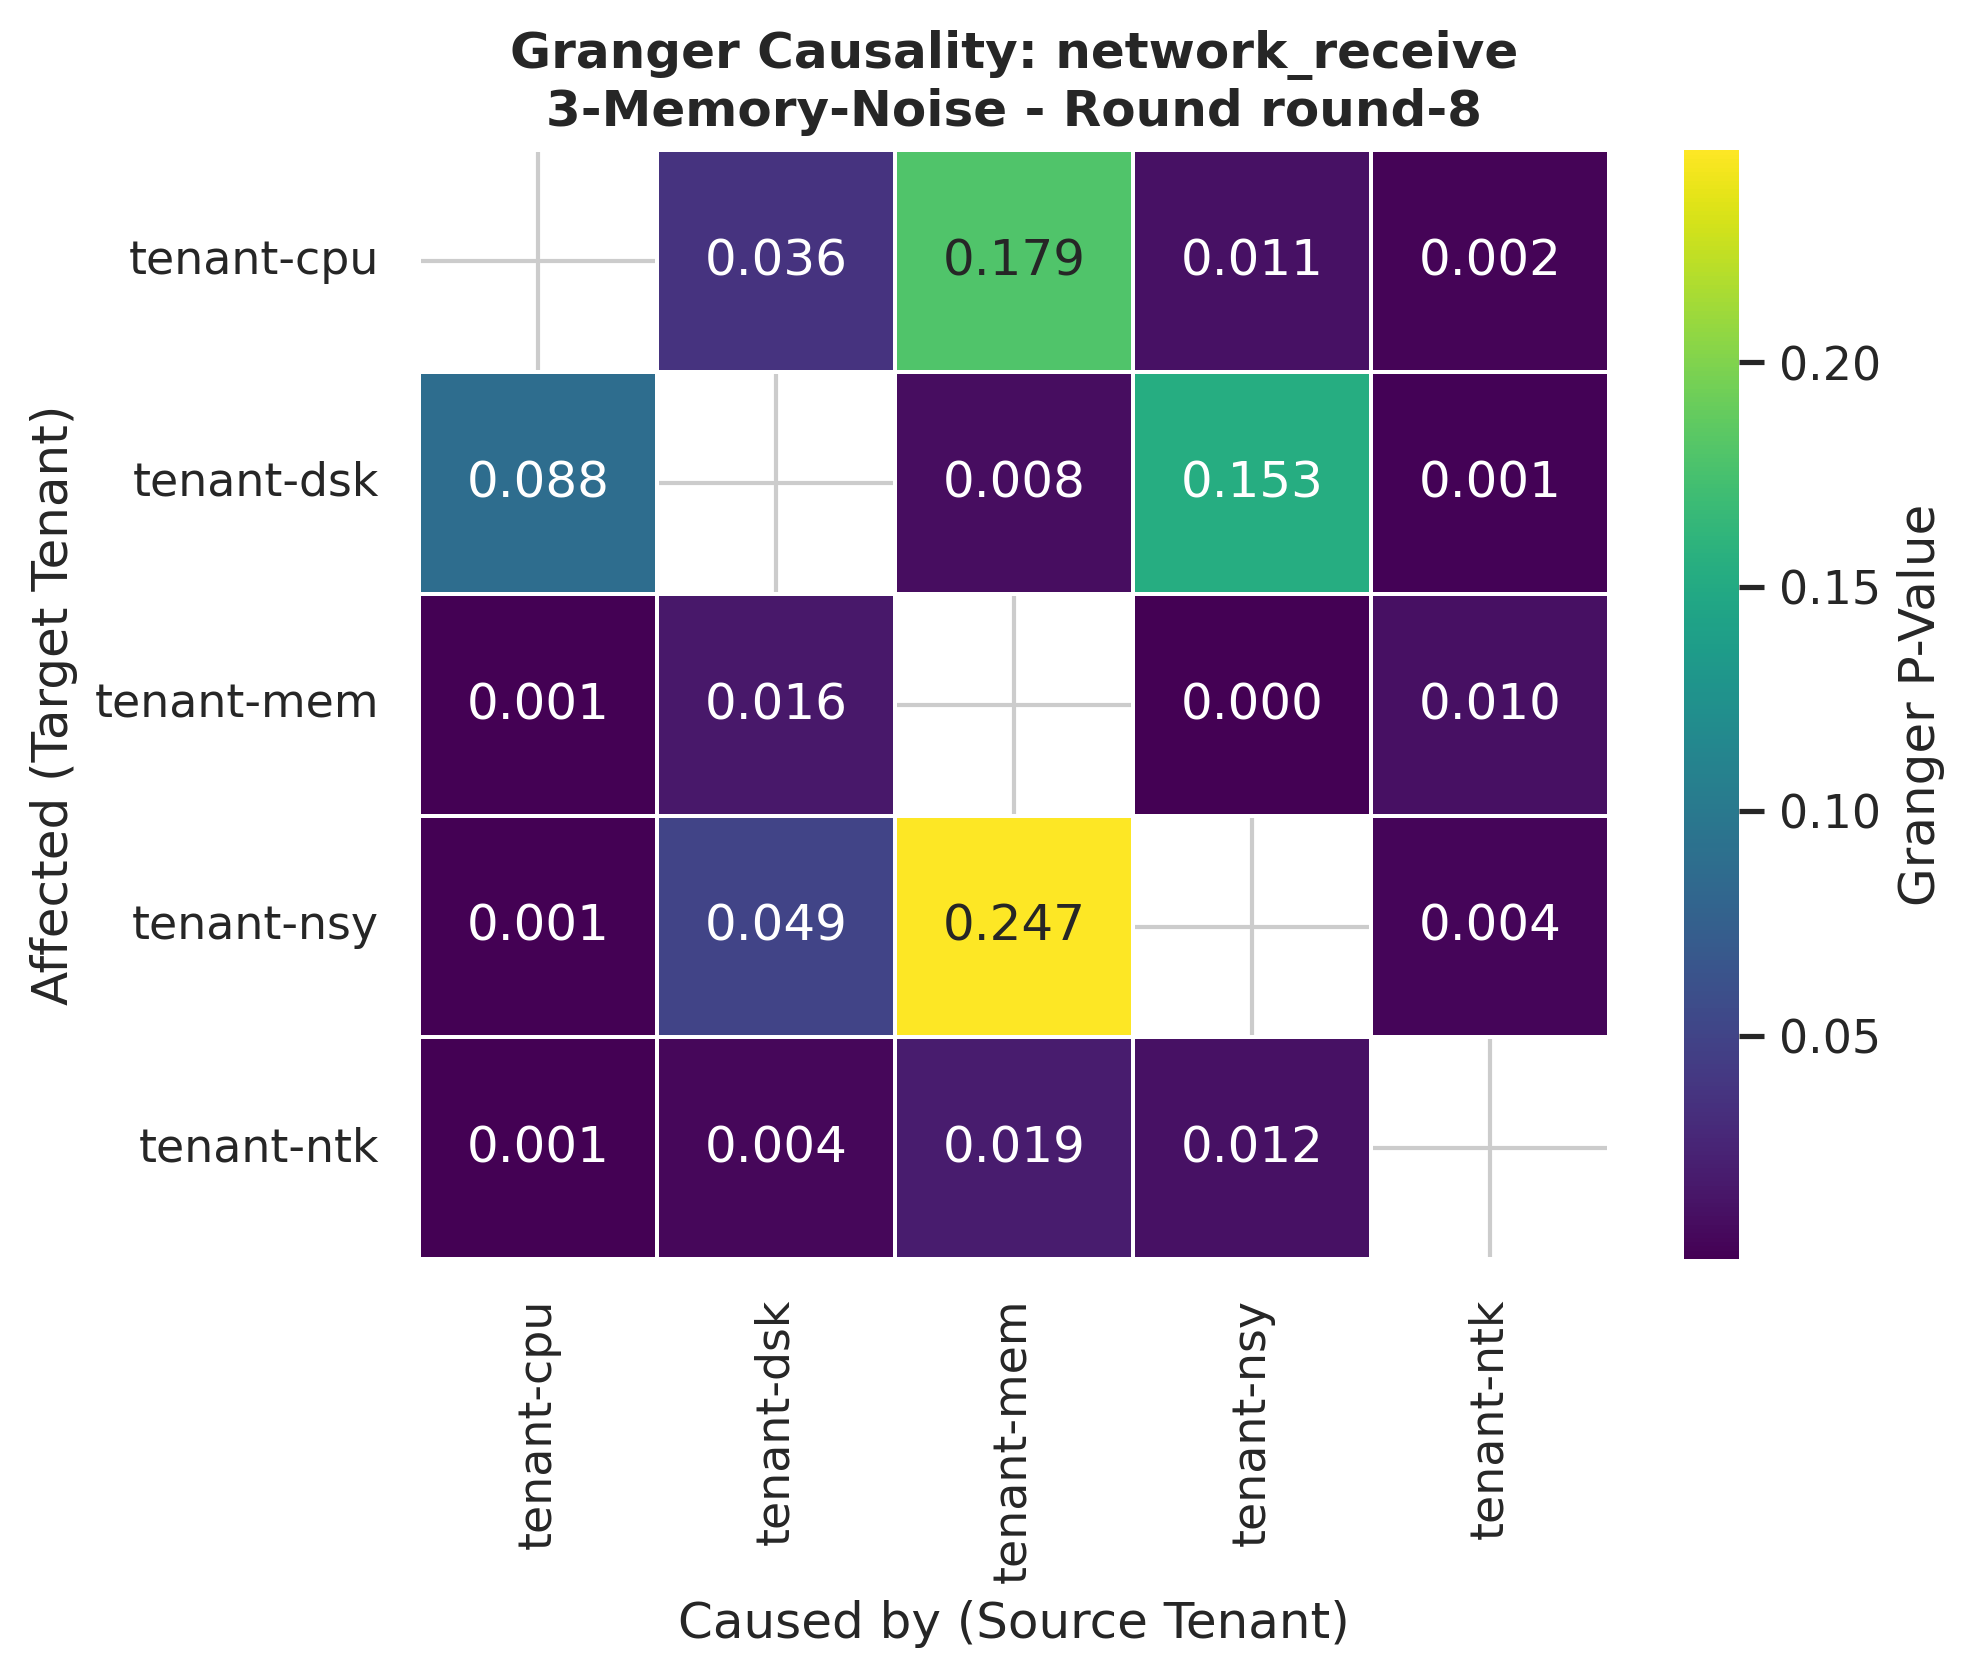 Granger Causality: network_receive
3-Memory-Noise - Round round-8
Affected (Target Tenant)
tenant-cpu
0.036 0.179 0.011 0.002
tenant-dsk
0.088 0.008 0.153 0.001
tenant-mem
0.001 0.016 0.000 0.010
tenant-nsy
0.001 0.049 0.247 0.004
tenant-ntk
0.001 0.004 0.019 0.012
tenant-cpu
tenant-dsk
tenant-mem
tenant-nsy
tenant-ntk
Caused by (Source Tenant)
0.20
0.15
0.10
0.05
Granger P-Value